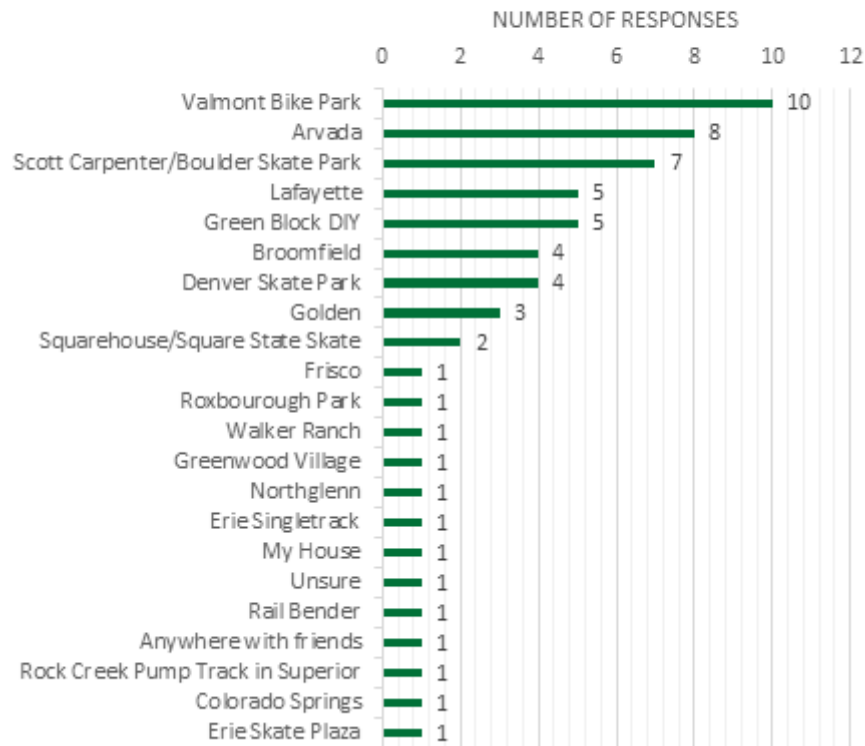 NUMBER OF RESPONSES
0 2 4 6 8 10 12
Valmont Bike Park 10
Arvada 8
Scott Carpenter/Boulder Skate Park 7
Lafayette 5
Green Block DIY 5
Broomfield 4
Denver Skate Park 4
Golden 3
Squarehouse/Square State Skate 2
Frisco 1
Roxbourough Park 1
Walker Ranch 1
Greenwood Village 1
Northglenn 1
Erie Singletrack 1
My House 1
Unsure 1
Rail Bender 1
Anywhere with friends 1
Rock Creek Pump Track in Superior 1
Colorado Springs 1
Erie Skate Plaza 1